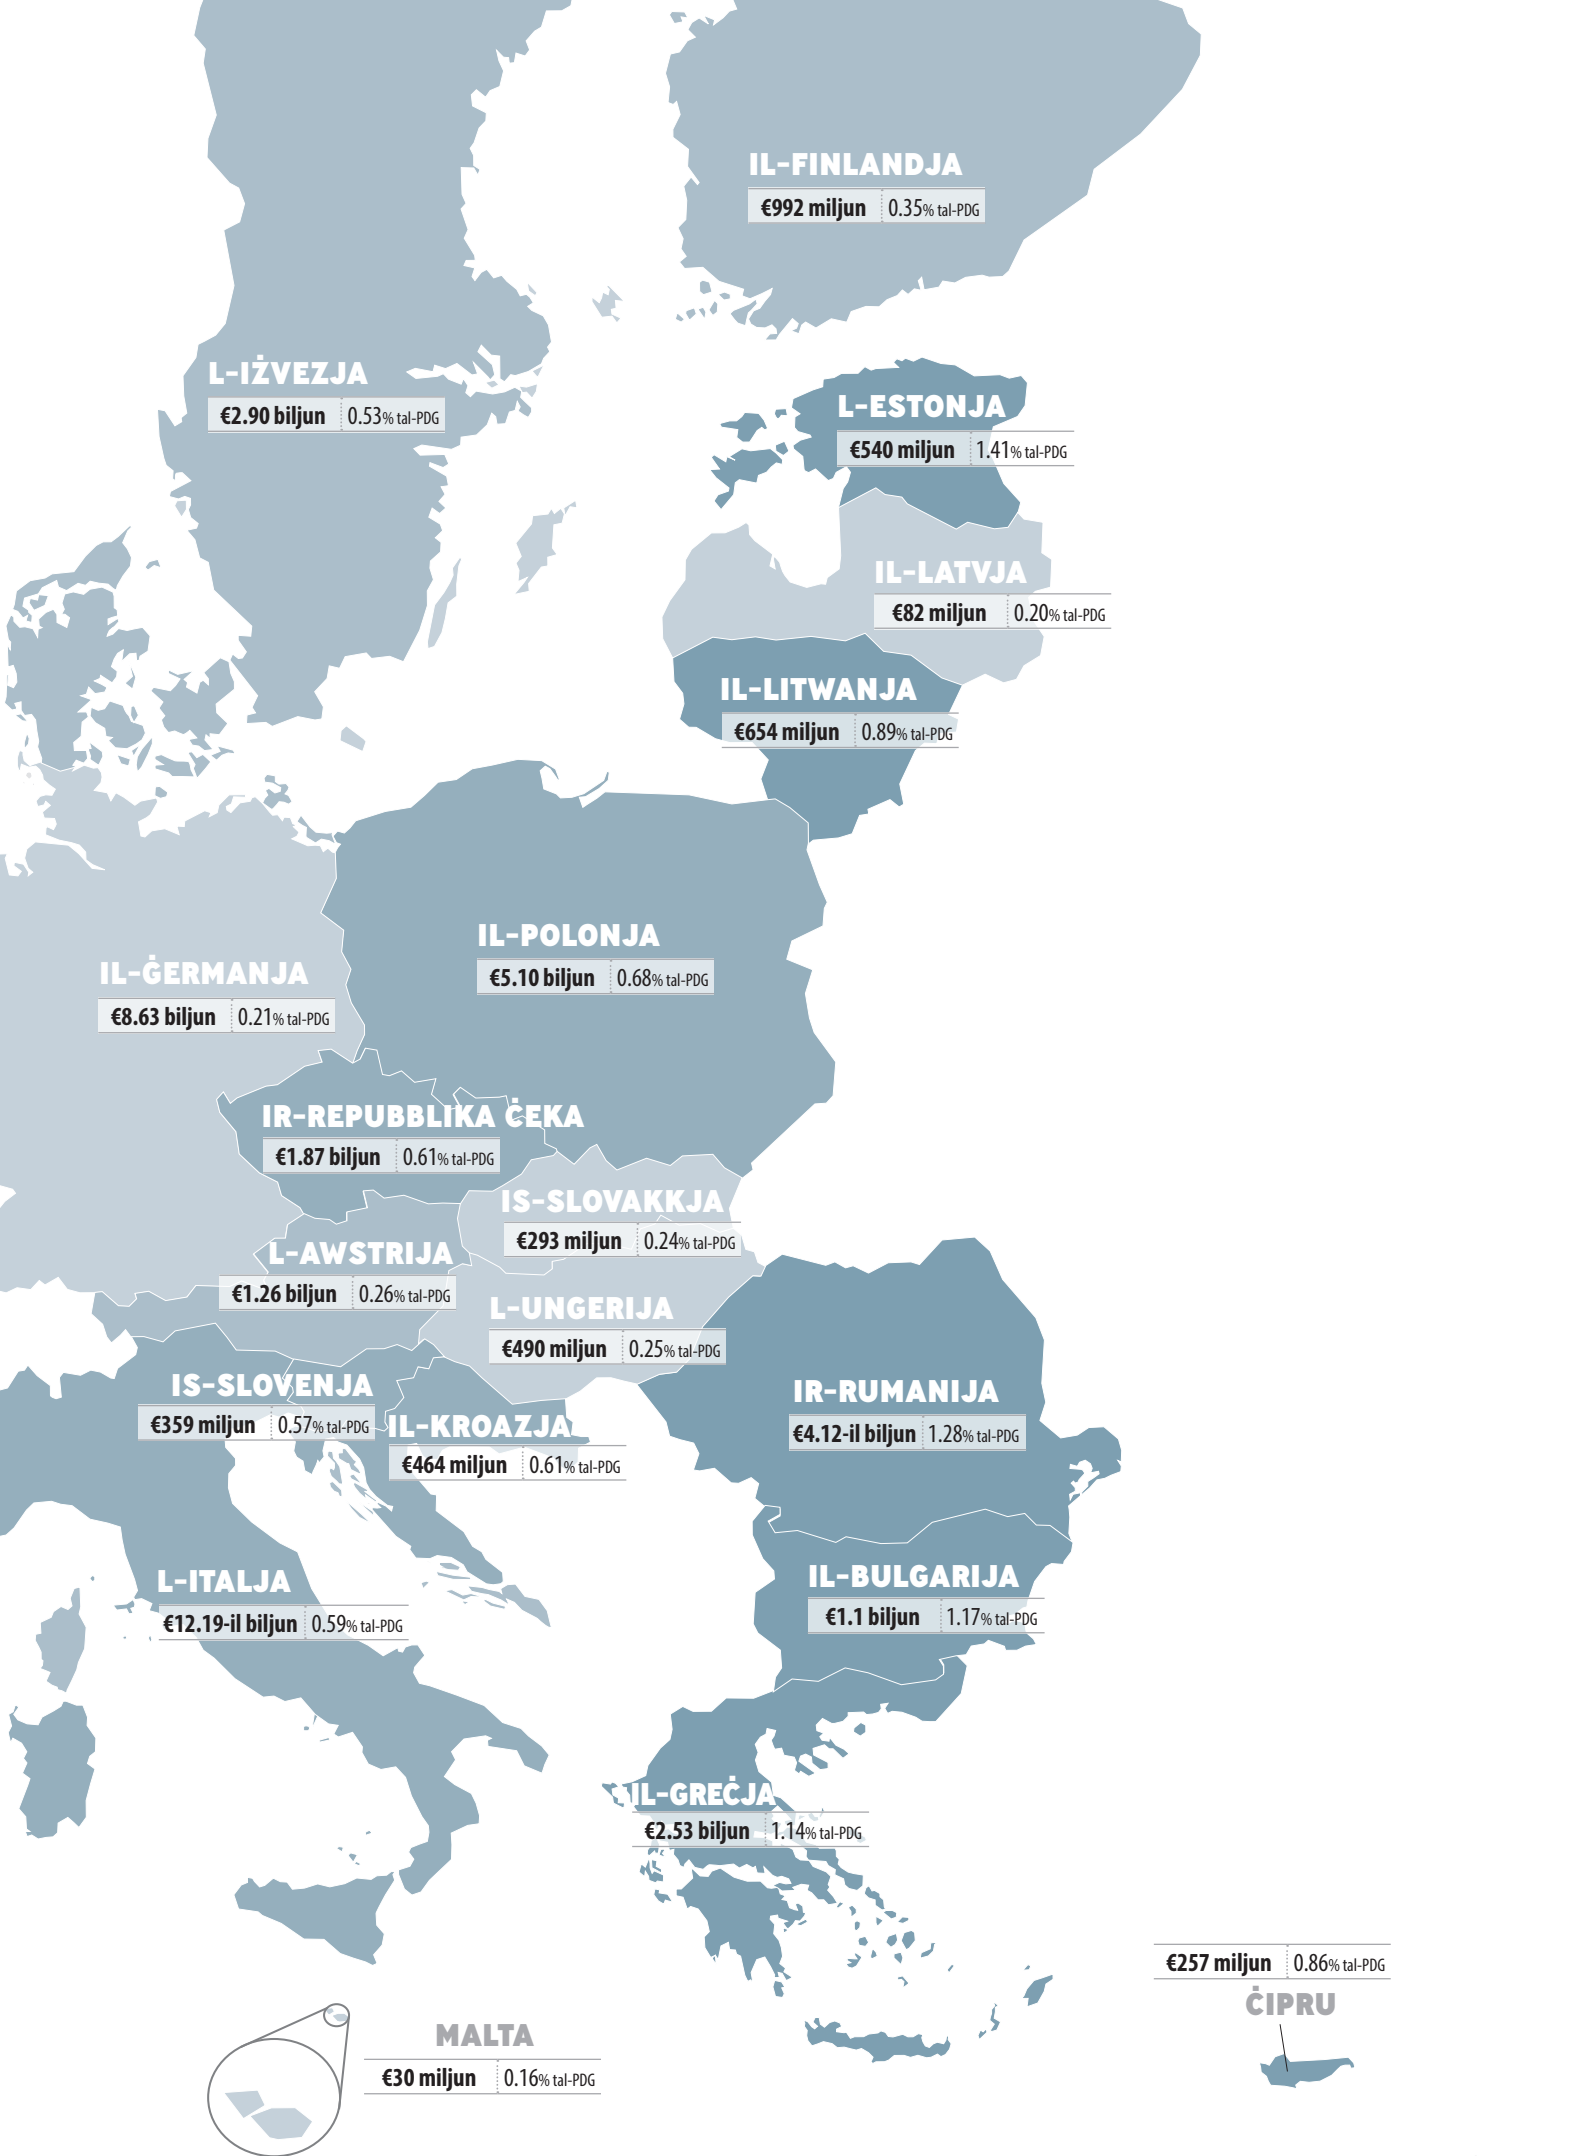 IL-FINLANDJA
€992 miljun 0.35% tal-PDG
L-IŻVEZJA
€2.90 biljun 0.53% tal-PDG
L-ESTONJA
€540 miljun 1.41% tal-PDG
IL-LATVJA
€82 miljun 0.20% tal-PDG
IL-LITWANJA
€654 miljun 0.89% tal-PDG
IL-POLONJA
€5.10 biljun 0.68% tal-PDG
IL-ĠERMANJA
€8.63 biljun 0.21% tal-PDG
IR-REPUBBLIKA ĊEKA
€1.87 biljun 0.61% tal-PDG
IS-SLOVAKKJA
€293 miljun 0.24% tal-PDG
L-AWSTRIJA
€1.26 biljun 0.26% tal-PDG
L-UNGERIJA
€490 miljun 0.25% tal-PDG
IS-SLOVENJA
€359 miljun 0.57% tal-PDG
IL-KROAZJA
€464 miljun 0.61% tal-PDG
IR-RUMANIJA
€4.12-il biljun 1.28% tal-PDG
L-ITALJA
€12.19-il biljun 0.59% tal-PDG
IL-BULGARIJA
€1.1 biljun 1.17% tal-PDG
IL-GREĊJA
€2.53 biljun 1.14% tal-PDG
€257 miljun 0.86% tal-PDG
ĊIPRU
MALTA
€30 miljun 0.16% tal-PDG